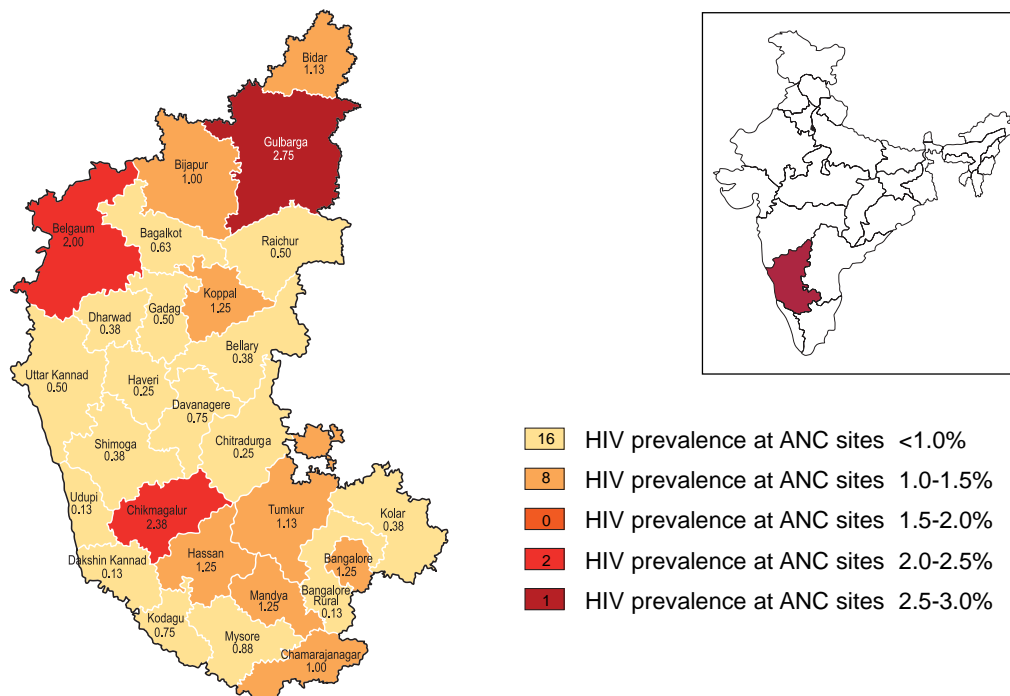 Bidar
1.13
Gulbarga
2.75
Bijapur
1.00
Belgaum
2.00
Bagalkot
0.63
Raichur
0.50
Koppal
1.25
Gadag
0.50
Dharwad
0.38
Bellary
0.38
Uttar Kannad
0.50
Haveri
0.25
Davanagere
0.75
Shimoga
0.38
Chitradurga
0.25
Udupi
0.13
Chikmagalur
2.38
Tumkur
1.13
Kolar
0.38
Dakshin Kannad
0.13
Hassan
1.25
Bangalore
1.25
Mandya
1.25
Bangalore
Rural
0.13
Kodagu
0.75
Mysore
0.88
Chamarajanagar
1.00
16 HIV prevalence at ANC sites <1.0%
8 HIV prevalence at ANC sites 1.0-1.5%
0 HIV prevalence at ANC sites 1.5-2.0%
2 HIV prevalence at ANC sites 2.0-2.5%
1 HIV prevalence at ANC sites 2.5-3.0%